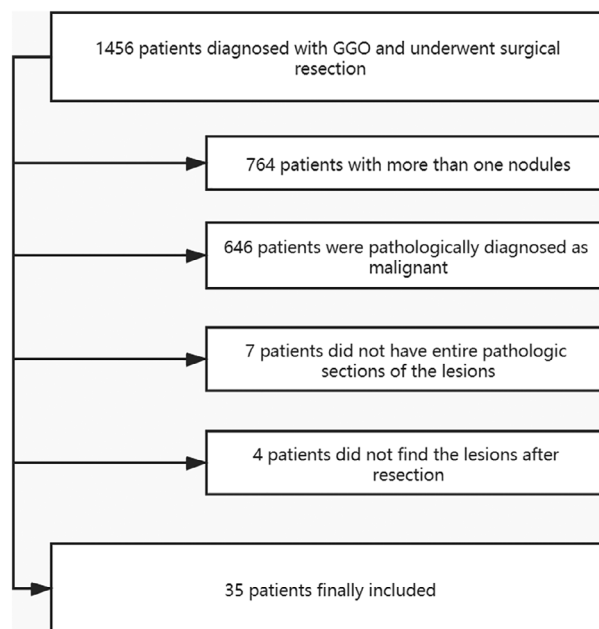 1456 patients diagnosed with GGO and underwent surgical
resection
764 patients with more than one nodules
646 patients were pathologically diagnosed as
malignant
7 patients did not have entire pathologic
sections of the lesions
4 patients did not find the lesions after
resection
35 patients finally included